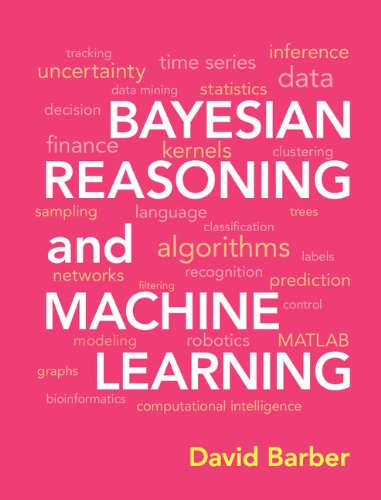 tracking
time series
inference
uncertainty
data
data mining
statistics
decision
BAYESIAN
finance
kernels
clustering
REASONING
sampling
language
trees
classification
and
algorithms
labels
networks
recognition
prediction
filtering
MACHINE
control
modeling
robotics
MATLAB
graphs
LEARNING
bioinformatics
computational intelligence
David Barber